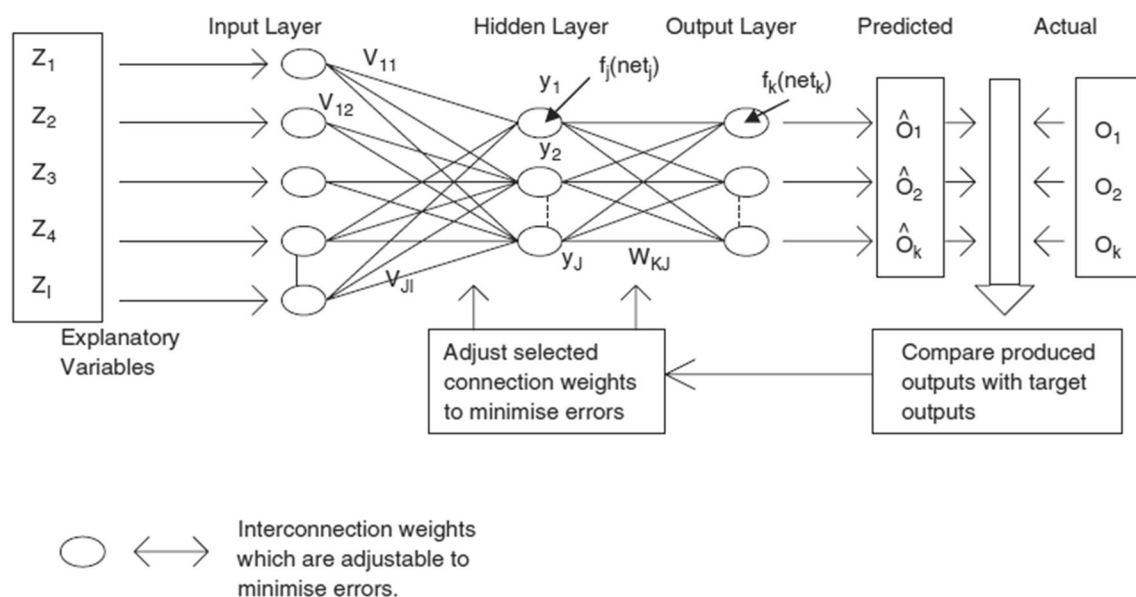 Input Layer
Hidden Layer
Output Layer
Predicted
Actual
Z1
Z2
Z3
Z4
ZI
Explanatory
Variables
V11
V12
VJI
y1
y2
yJ
fj(netj)
fk(netk)
WKJ
Ô1
Ô2
Ôk
O1
O2
Ok
Adjust selected
connection weights
to minimise errors
Compare produced
outputs with target
outputs
Interconnection weights
which are adjustable to
minimise errors.